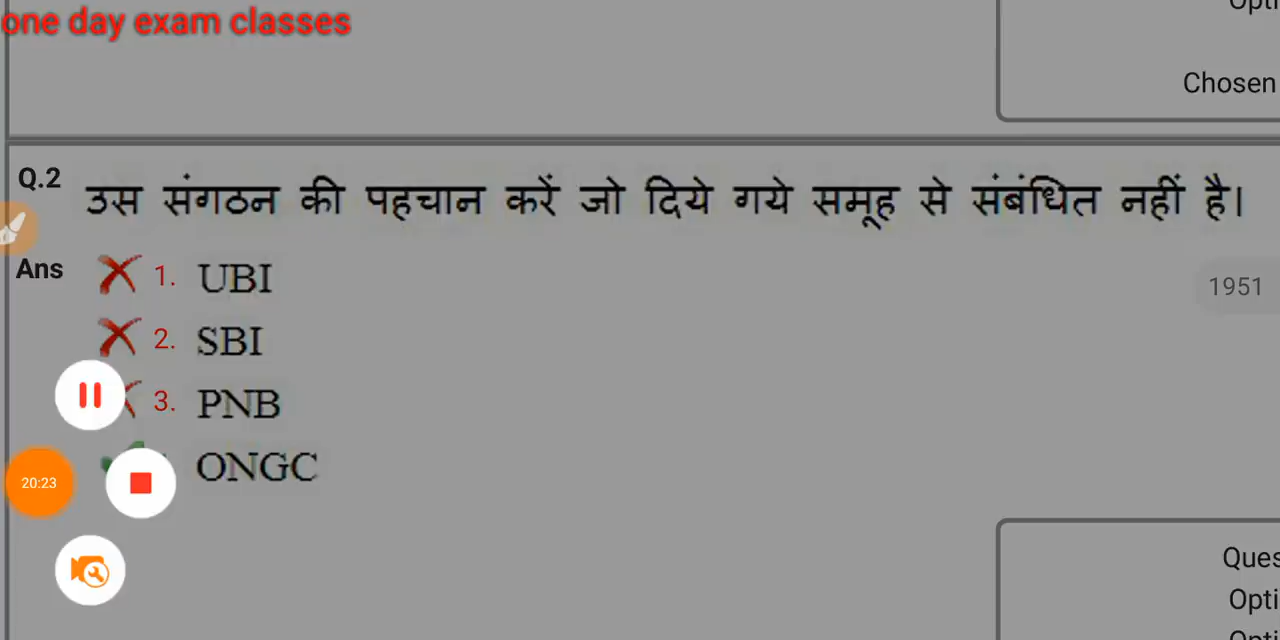 one day exam classes
Chosen
Q.2 उस संगठन की पहचान करें जो दिये गये समूह से संबंधित नहीं है।
Ans 1. UBI
1951
2. SBI
3. PNB
ONGC
20:23
Ques
Opti